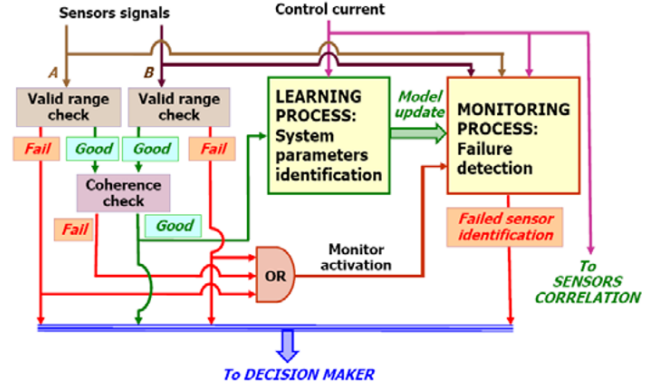 Sensors signals
Control current
A
B
Valid range
check
Valid range
check
LEARNING
PROCESS:
System
parameters
identification
Model
update
MONITORING
PROCESS:
Failure
detection
Fail
Good
Good
Fail
Coherence
check
Fail
Good
Failed sensor
identification
OR
Monitor
activation
To
SENSORS
CORRELATION
To DECISION MAKER